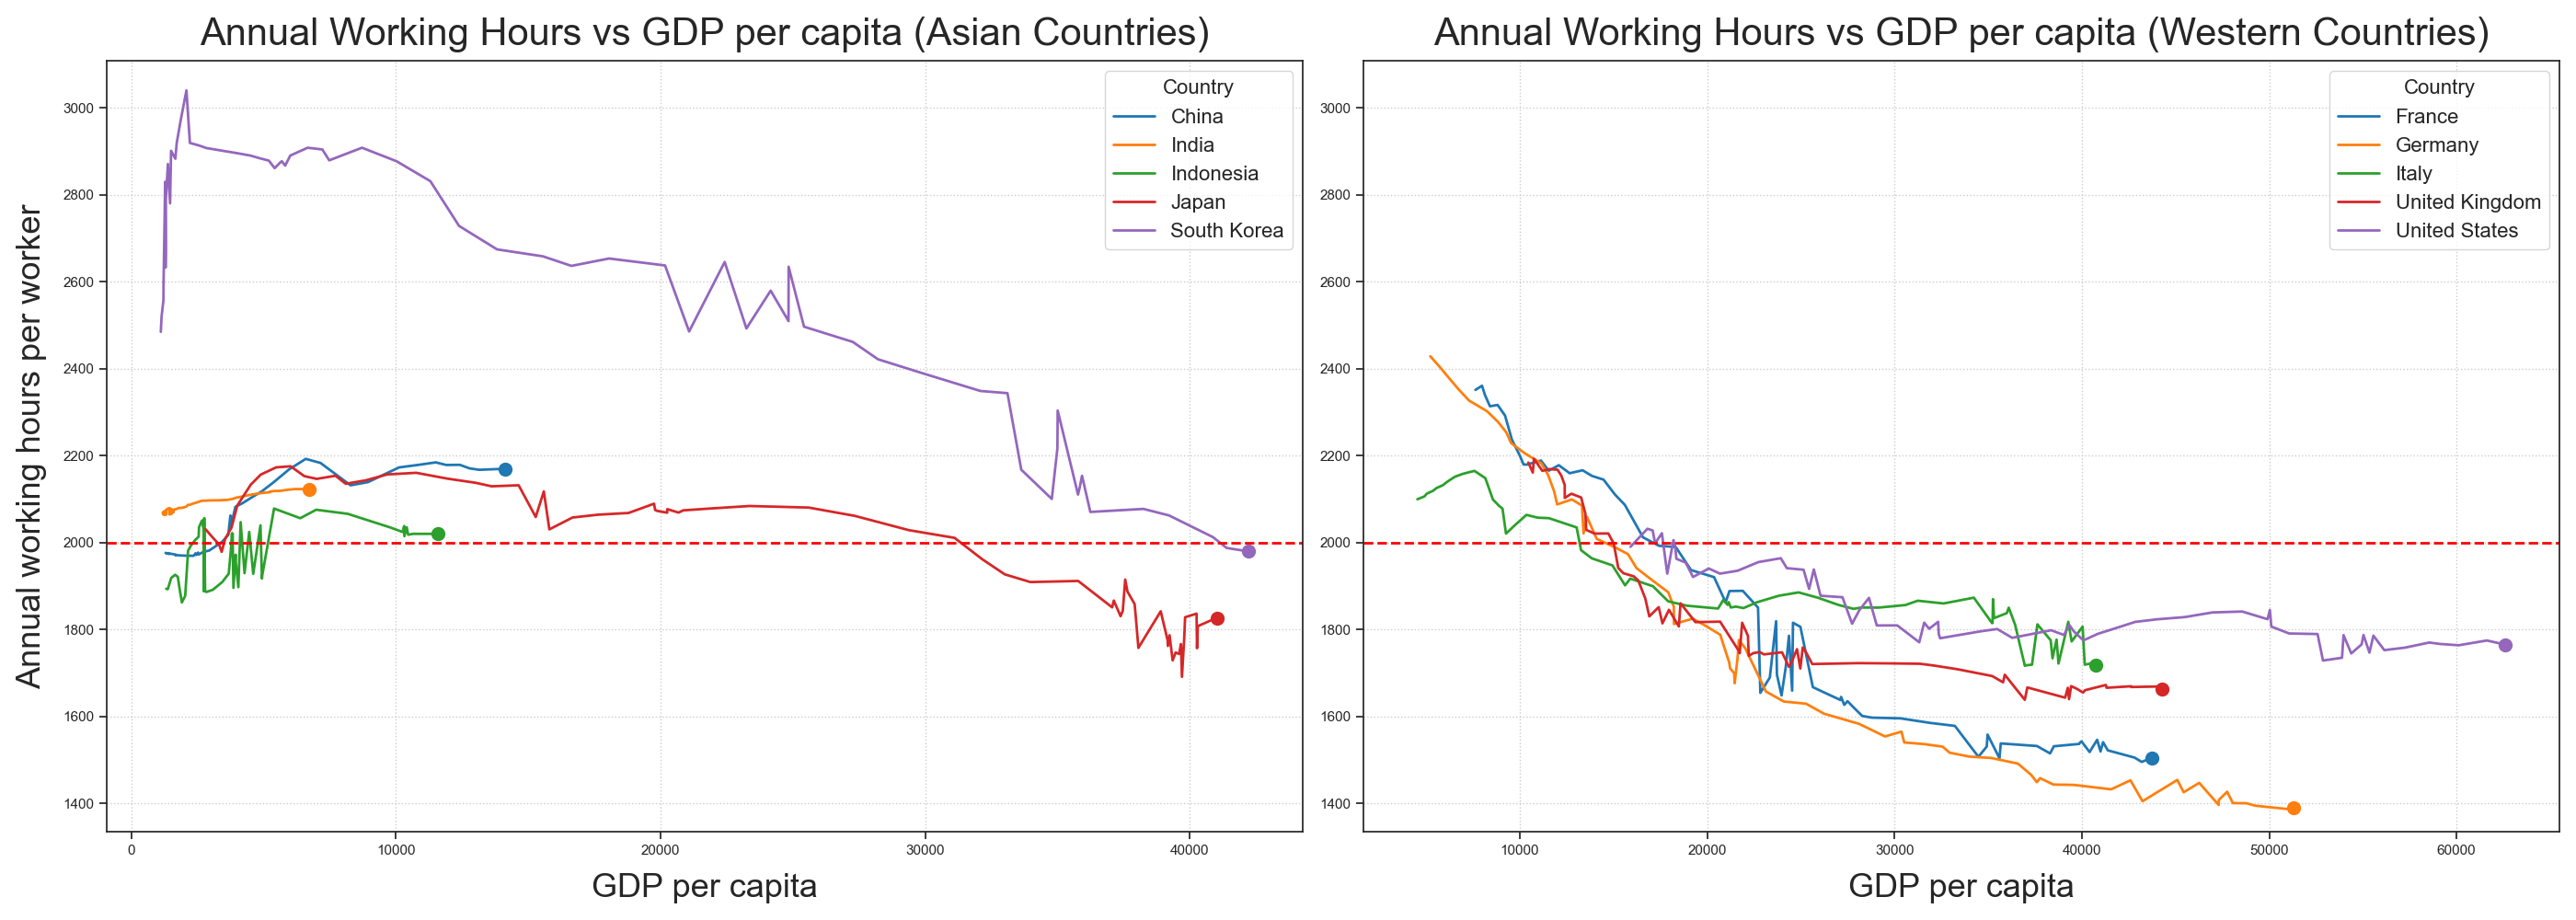 Annual Working Hours vs GDP per capita (Asian Countries)
Annual working hours per worker
3000
2800
2600
2400
2200
2000
1800
1600
1400
Country
China
India
Indonesia
Japan
South Korea
0
10000
20000
30000
40000
GDP per capita
Annual Working Hours vs GDP per capita (Western Countries)
3000
2800
2600
2400
2200
2000
1800
1600
1400
Country
France
Germany
Italy
United Kingdom
United States
10000
20000
30000
40000
50000
60000
GDP per capita